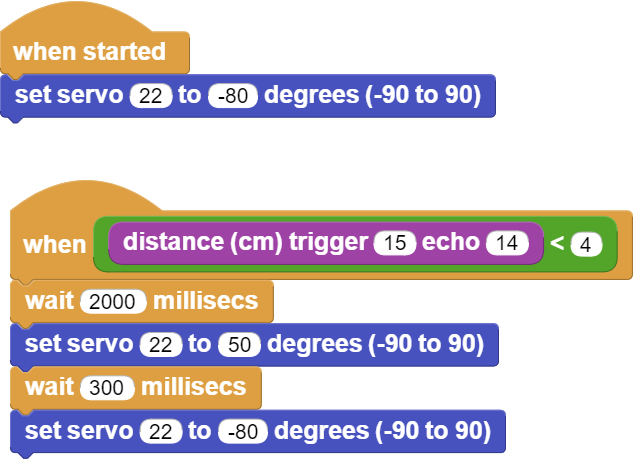 when started
set servo 22 to -80 degrees (-90 to 90)
when distance (cm) trigger 15 echo 14 < 4
wait 2000 millisecs
set servo 22 to 50 degrees (-90 to 90)
wait 300 millisecs
set servo 22 to -80 degrees (-90 to 90)